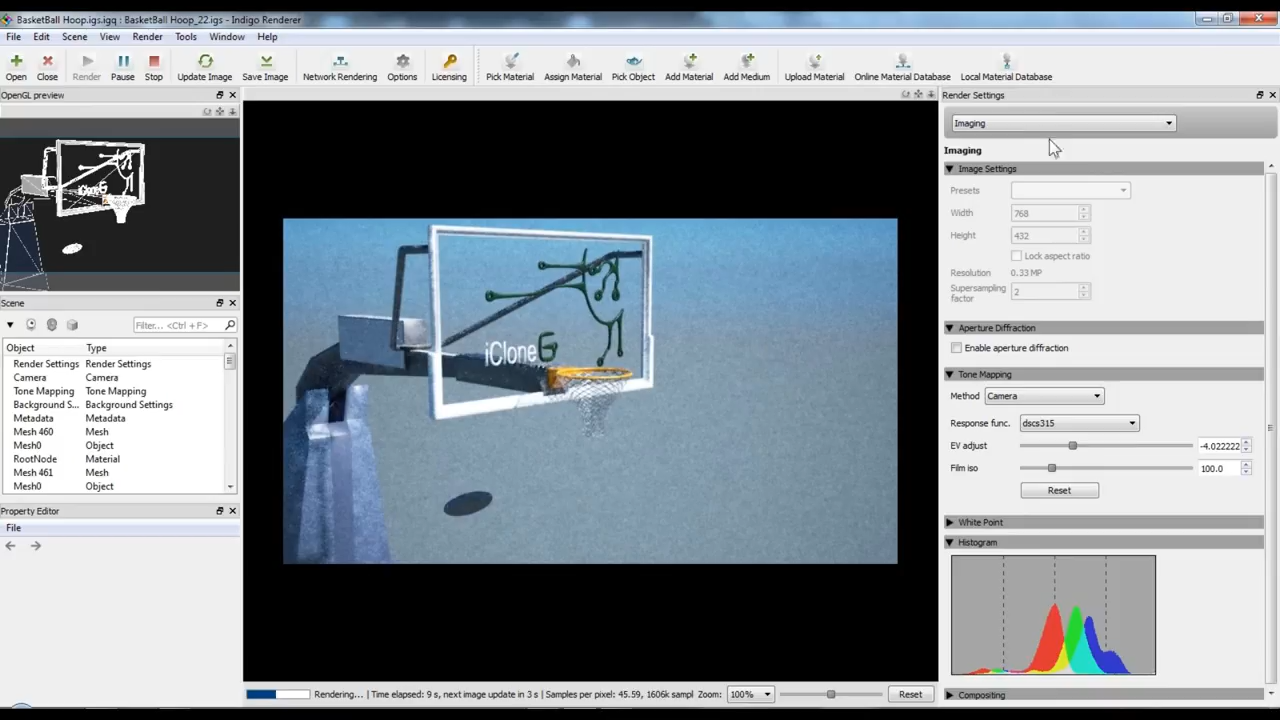 BasketBall Hoop.igs.igq : BasketBall Hoop_22.igs - Indigo Renderer
File Edit Scene View Render Tools Window Help
Open Close Render Pause Stop Update Image Save Image Network Rendering Options Licensing Pick Material Assign Material Pick Object Add Material Add Medium Upload Material Online Material Database Local Material Database
OpenGL preview
Render Settings
Imaging
Imaging
Image Settings
Presets
Width 768
Height 432
Lock aspect ratio
Resolution 0.33 MP
Supersampling
factor 2
Aperture Diffraction
Enable aperture diffraction
Tone Mapping
Method Camera
Response func. dscs315
EV adjust -4.022222
Film iso 100.0
Reset
White Point
Histogram
Compositing
iClone6
iClone6
Scene
Filter... <Ctrl +F>
Object Type
Render Settings Render Settings
Camera Camera
Tone Mapping Tone Mapping
Background S... Background Settings
Metadata Metadata
Mesh 460 Mesh
Mesh0 Object
RootNode Material
Mesh 461 Mesh
Mesh0 Object
Property Editor
File
Rendering... | Time elapsed: 9 s, next image update in 3 s | Samples per pixel: 45.59, 1606k sampl Zoom: 100% Reset